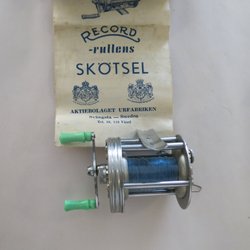 RECORD
-rullens
SKÖTSEL
AKTIEBOLAGET URFABRIKEN
Svängsta — Sweden